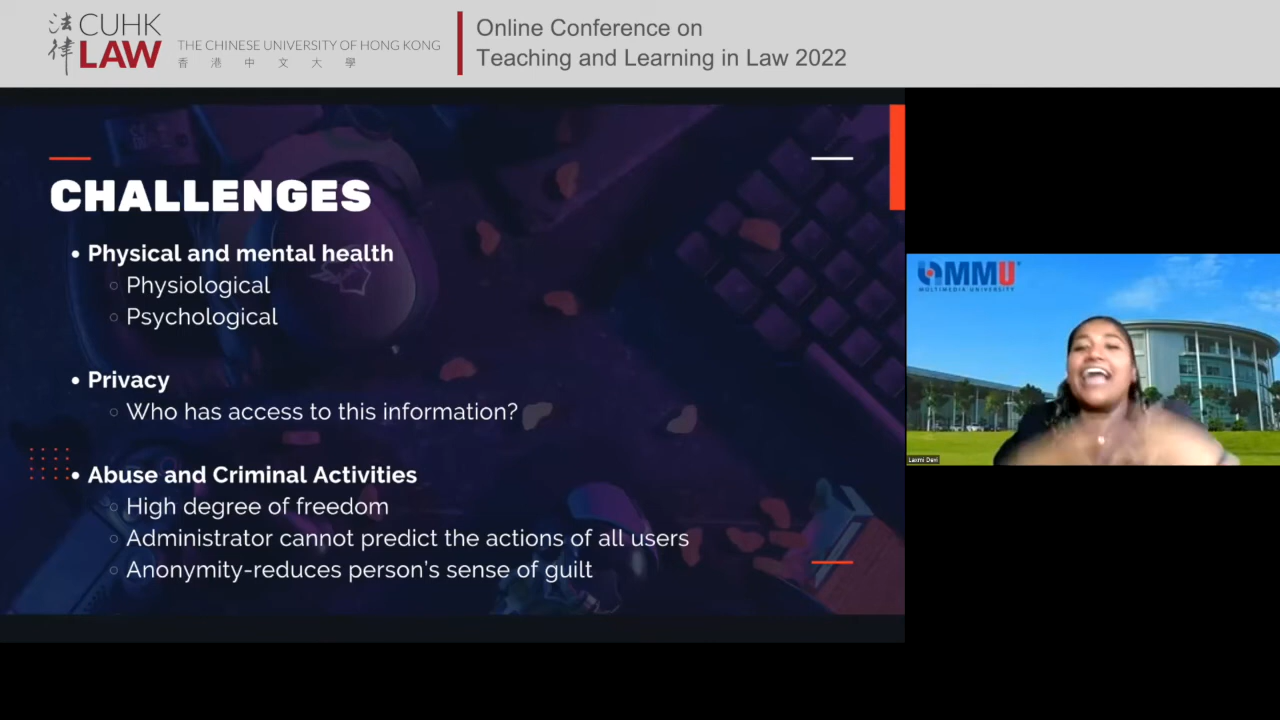 法律
CUHK
LAW
THE CHINESE UNIVERSITY OF HONG KONG
香港中文大學
Online Conference on
Teaching and Learning in Law 2022
CHALLENGES
• Physical and mental health
○ Physiological
○ Psychological
• Privacy
○ Who has access to this information?
• Abuse and Criminal Activities
○ High degree of freedom
○ Administrator cannot predict the actions of all users
○ Anonymity-reduces person's sense of guilt
MMU
MULTIMEDIA UNIVERSITY
Laxmi Devi